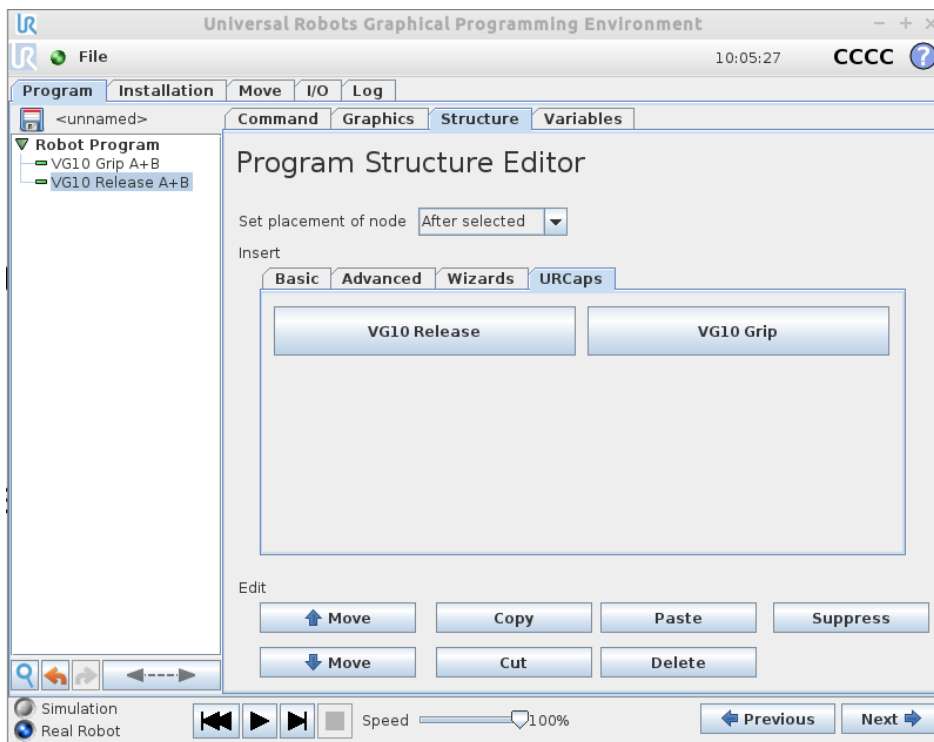 UR Universal Robots Graphical Programming Environment
UR File 10:05:27 CCCC ?
Program Installation Move I/O Log
<unnamed> Command Graphics Structure Variables
Robot Program
VG10 Grip A+B
VG10 Release A+B
Program Structure Editor
Set placement of node After selected
Insert
Basic Advanced Wizards URCaps
VG10 Release VG10 Grip
Edit
Move Copy Paste Suppress
Move Cut Delete
Simulation
Real Robot
Speed 100% Previous Next